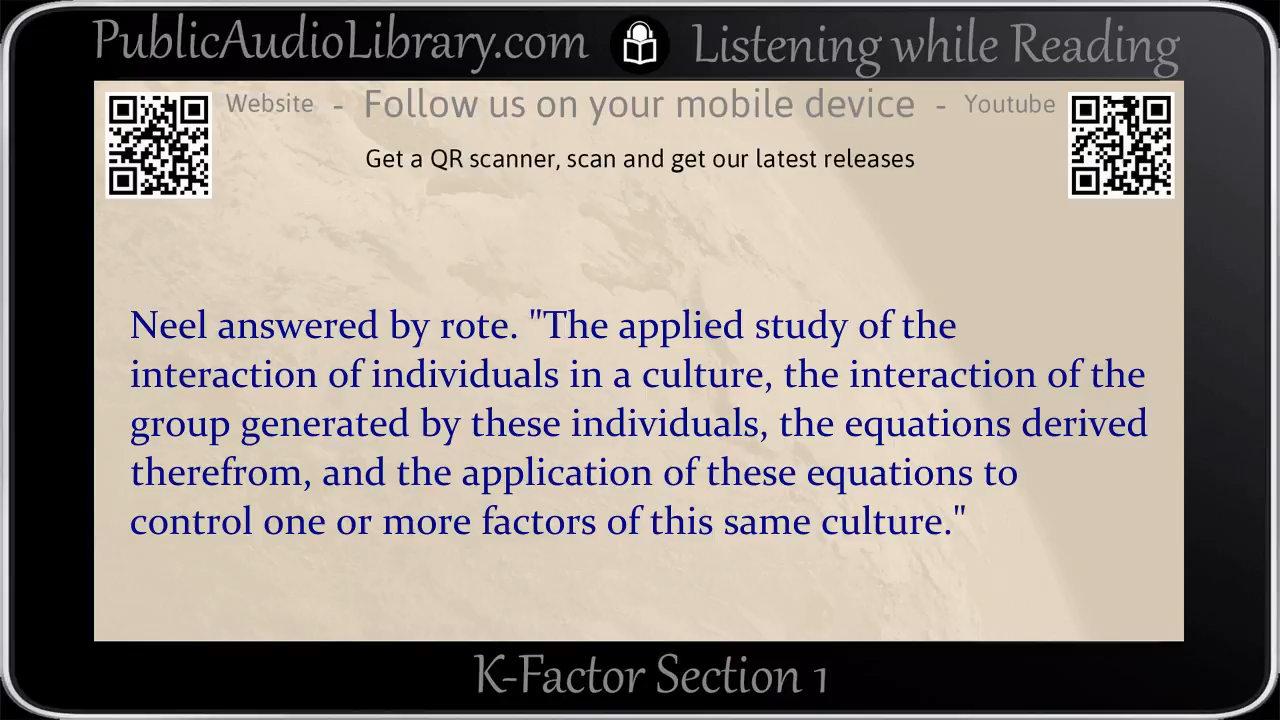 PublicAudioLibrary.com Listening while Reading
Website - Follow us on your mobile device - Youtube
Get a QR scanner, scan and get our latest releases
Neel answered by rote. "The applied study of the
interaction of individuals in a culture, the interaction of the
group generated by these individuals, the equations derived
therefrom, and the application of these equations to
control one or more factors of this same culture."
K-Factor Section 1